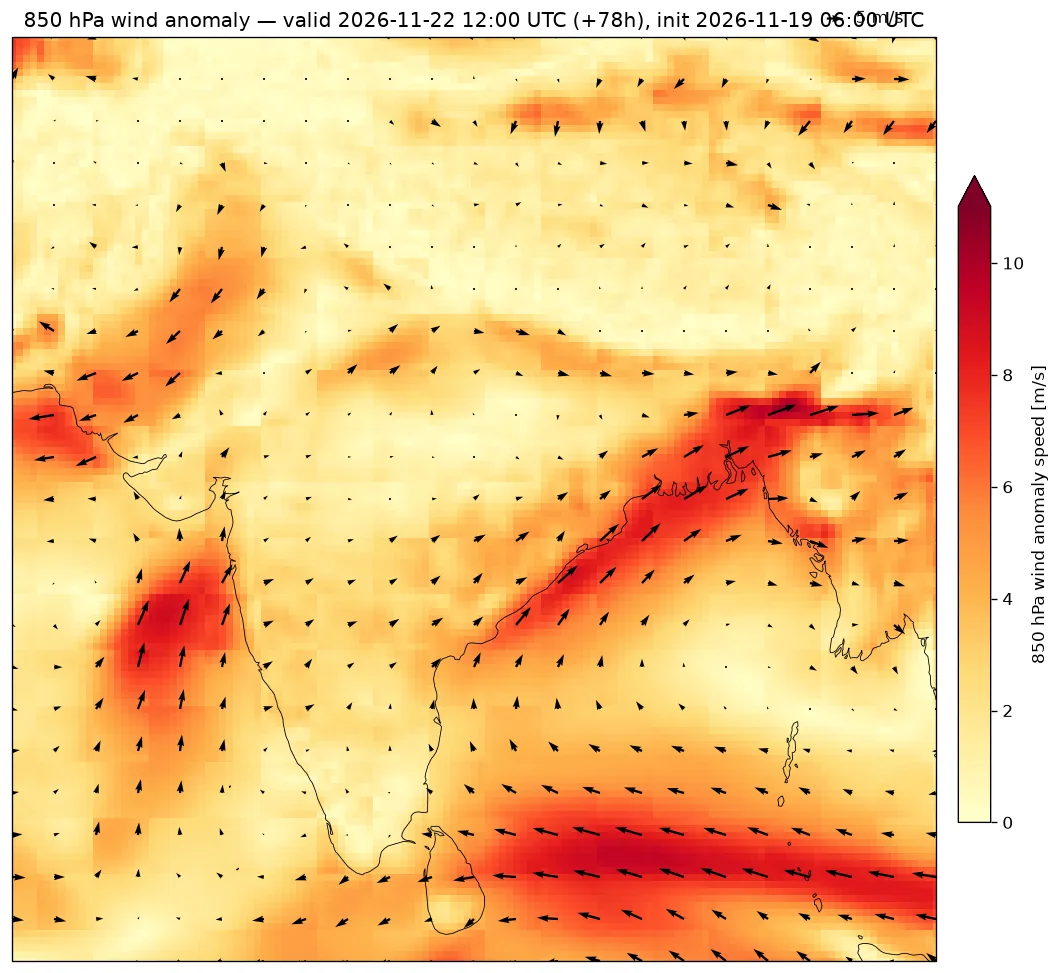 850 hPa wind anomaly — valid 2026-11-22 12:00 UTC (+78h), init 2026-11-19 06:00 UTC
5 m/s
10
8
6
4
2
0
850 hPa wind anomaly speed [m/s]